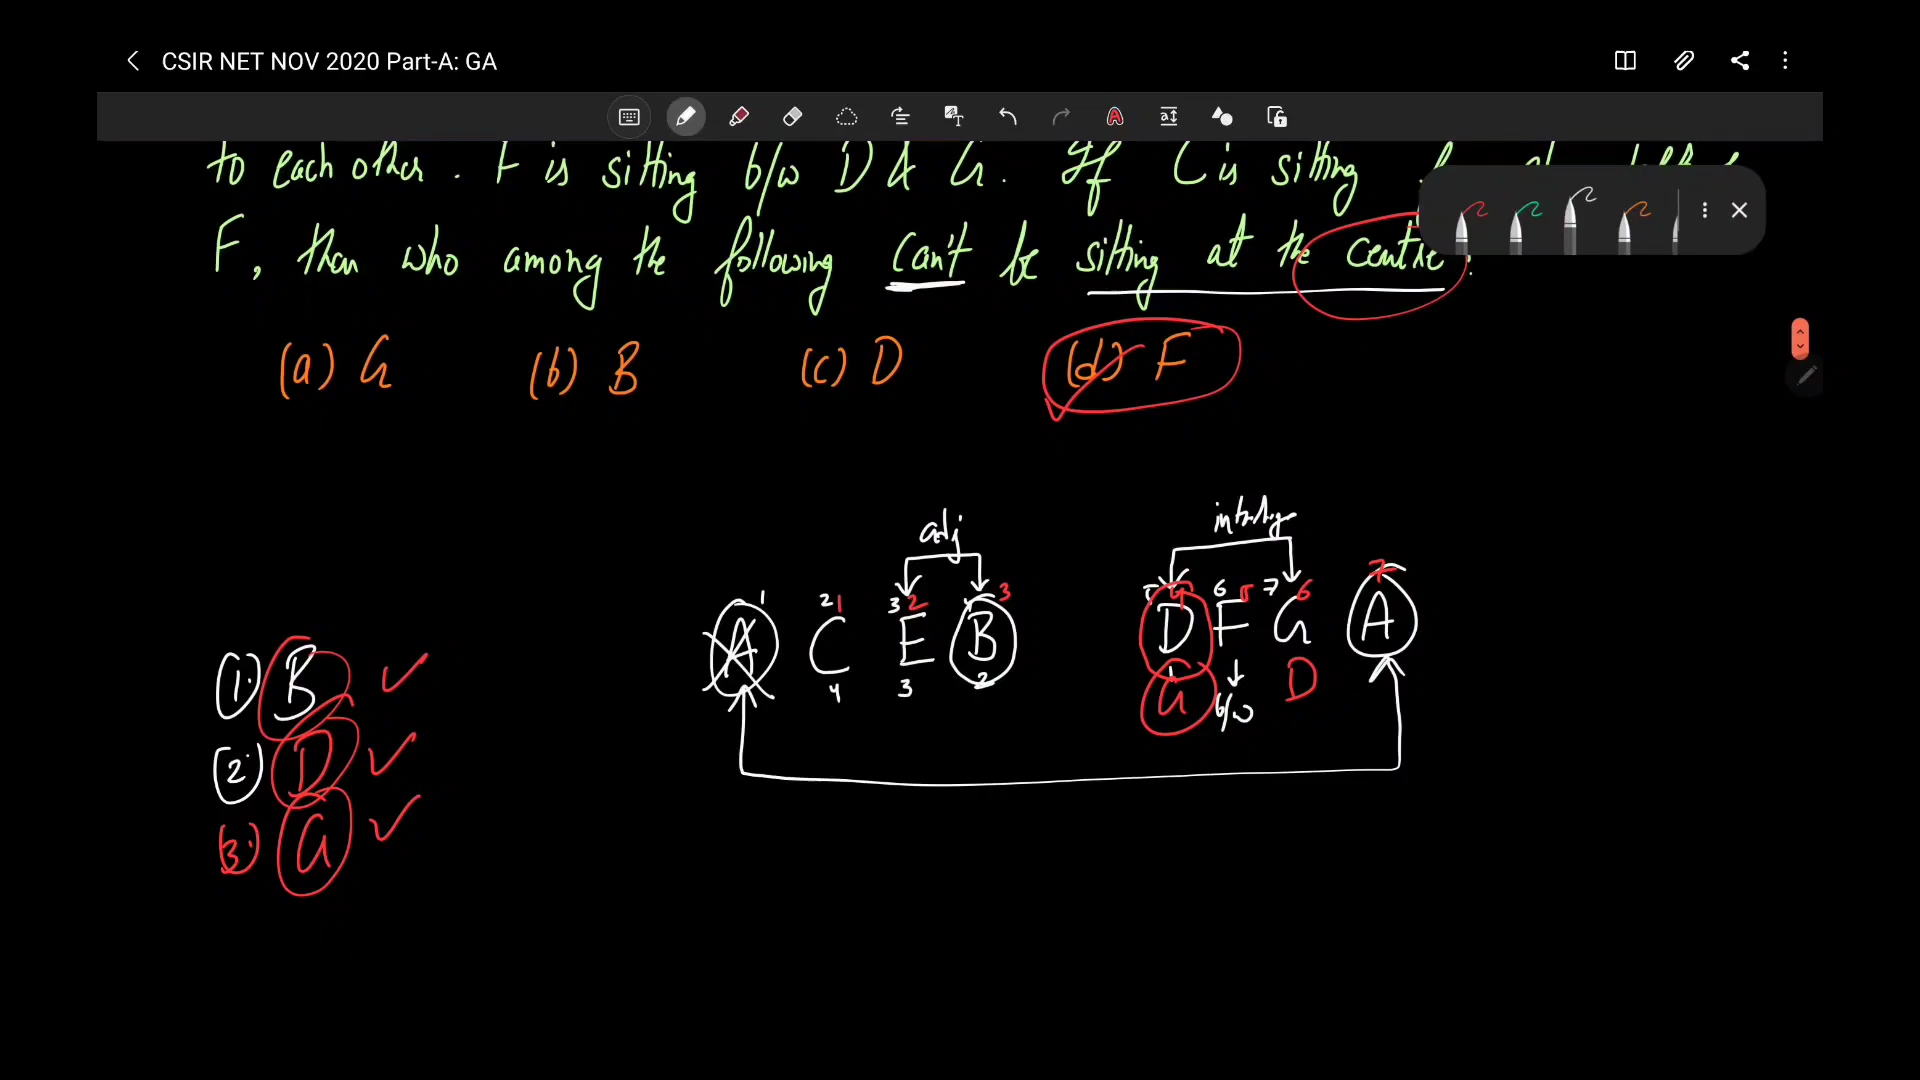 CSIR NET NOV 2020 Part-A: GA
to each other. F is sitting b/w D & G. If C is sitting
F, then who among the following can't be sitting at the centre?
(a) G (b) B (c) D (d) F
adj
1 2 1 3 2 3 6 5 7 6 7
A C E B D F G A
4 3 2 G b/w D
(1) B
(2) D
(3) G